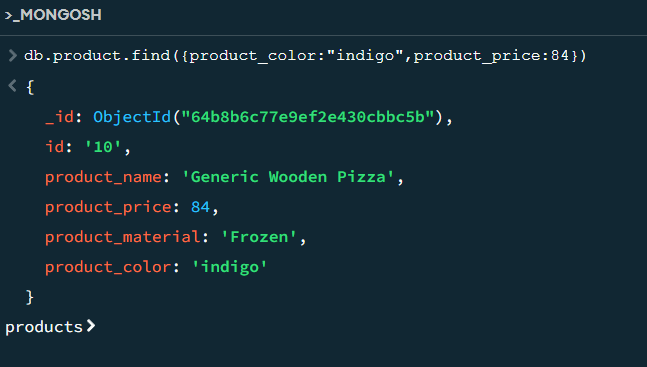 >_MONGOSH
> db.product.find({product_color:"indigo",product_price:84})
< {
_id: ObjectId("64b8b6c77e9ef2e430cbbc5b"),
id: '10',
product_name: 'Generic Wooden Pizza',
product_price: 84,
product_material: 'Frozen',
product_color: 'indigo'
}
products>